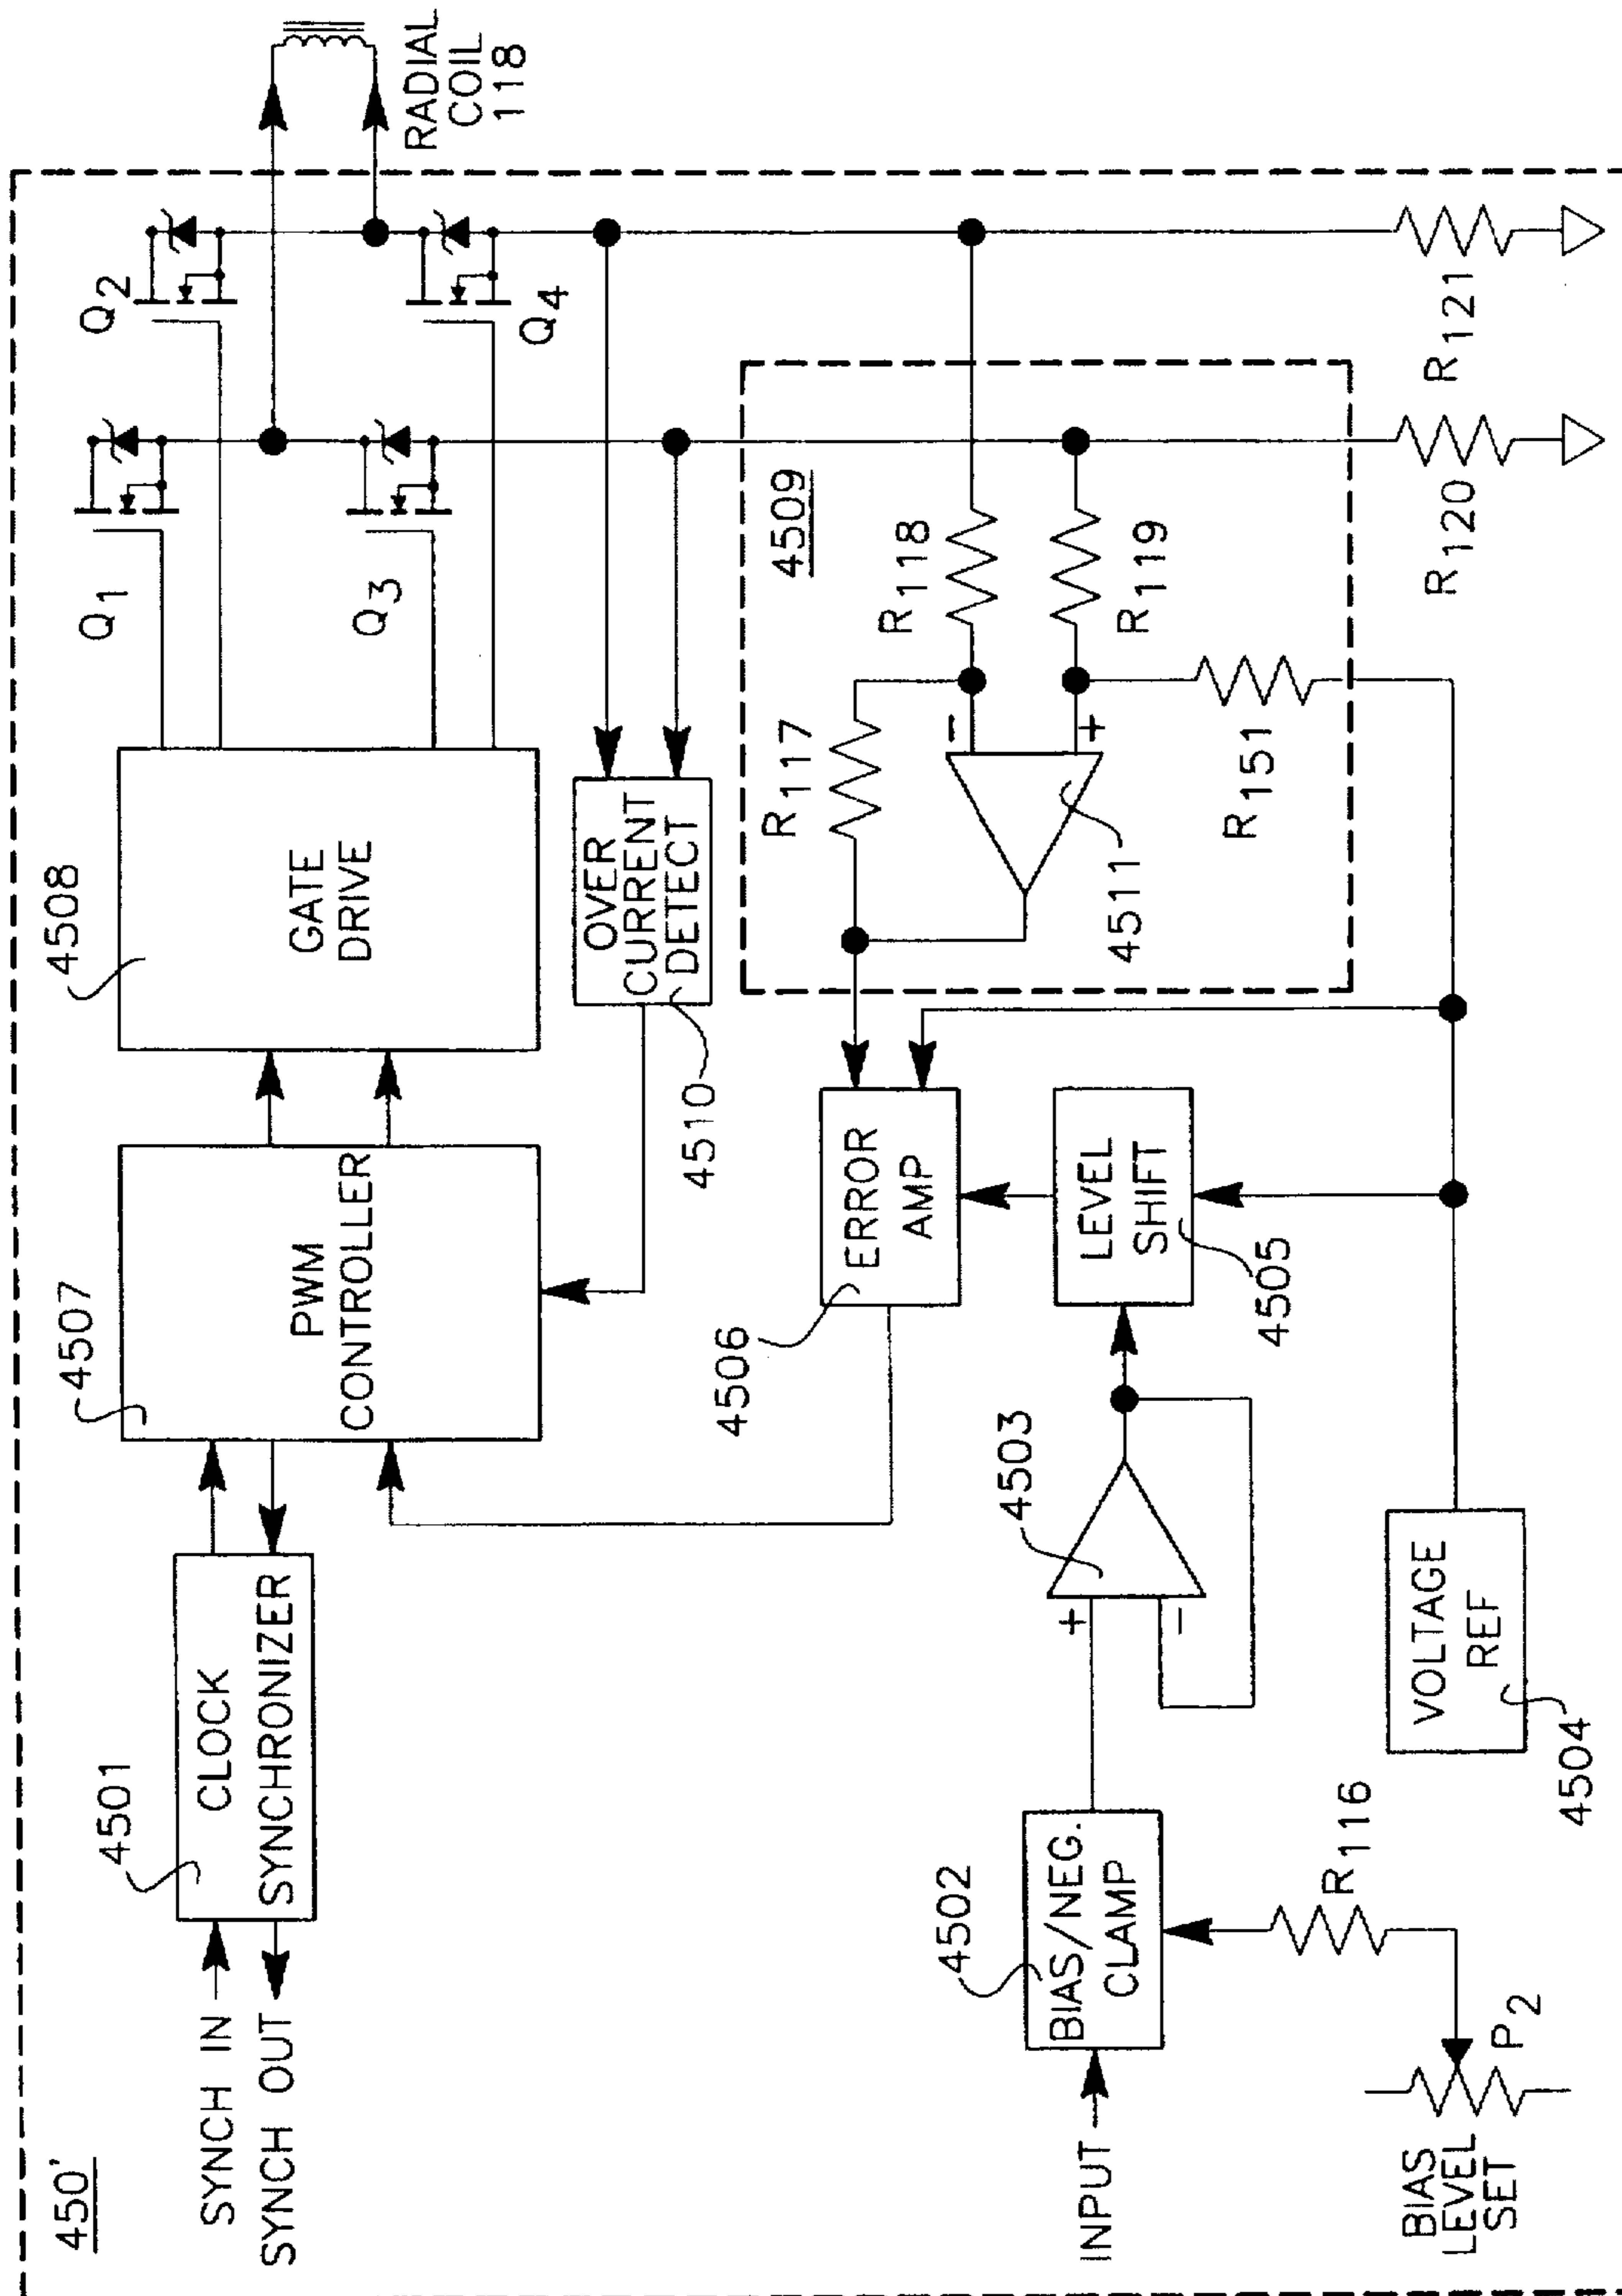 450'
SYNCH IN
SYNCH OUT
4501
CLOCK
SYNCHRONIZER
4507
PWM
CONTROLLER
4508
GATE
DRIVE
Q1
Q2
Q3
Q4
RADIAL
COIL
118
OVER
CURRENT
DETECT
4510
4509
R117
R118
R119
R151
-
+
4511
4506
ERROR
AMP
LEVEL
SHIFT
4505
4503
+
-
INPUT
4502
BIAS/NEG.
CLAMP
R116
BIAS
LEVEL
SET
P2
VOLTAGE
REF
4504
R120
R121